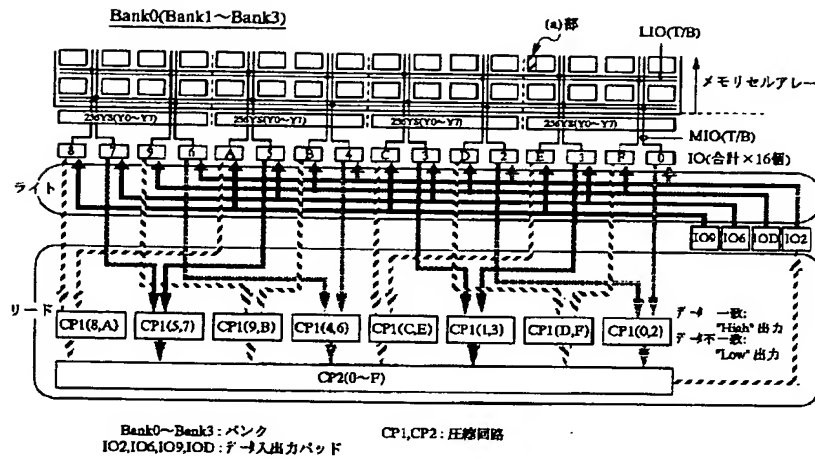 Bank0(Bank1～Bank3)
(a)部
LIO(T/B)
メモリセルアレー
256YS(Y0～Y7) 256YS(Y0～Y7) 256YS(Y0～Y7) 256YS(Y0～Y7)
MIO(T/B)
8 7 9 6 A 5 B 4 C 3 D 2 E 1 F 0
IO(合計×16個)
ライト
IO9 IO6 IOD IO2
リード
CP1(8,A) CP1(5,7) CP1(9,B) CP1(4,6) CP1(C,E) CP1(1,3) CP1(D,F) CP1(0,2)
データ一致:
"High"出力
データ不一致:
"Low"出力
CP2(0～F)
Bank0～Bank3：バンク
CP1,CP2：圧縮回路
IO2,IO6,IO9,IOD：データ入出力パッド